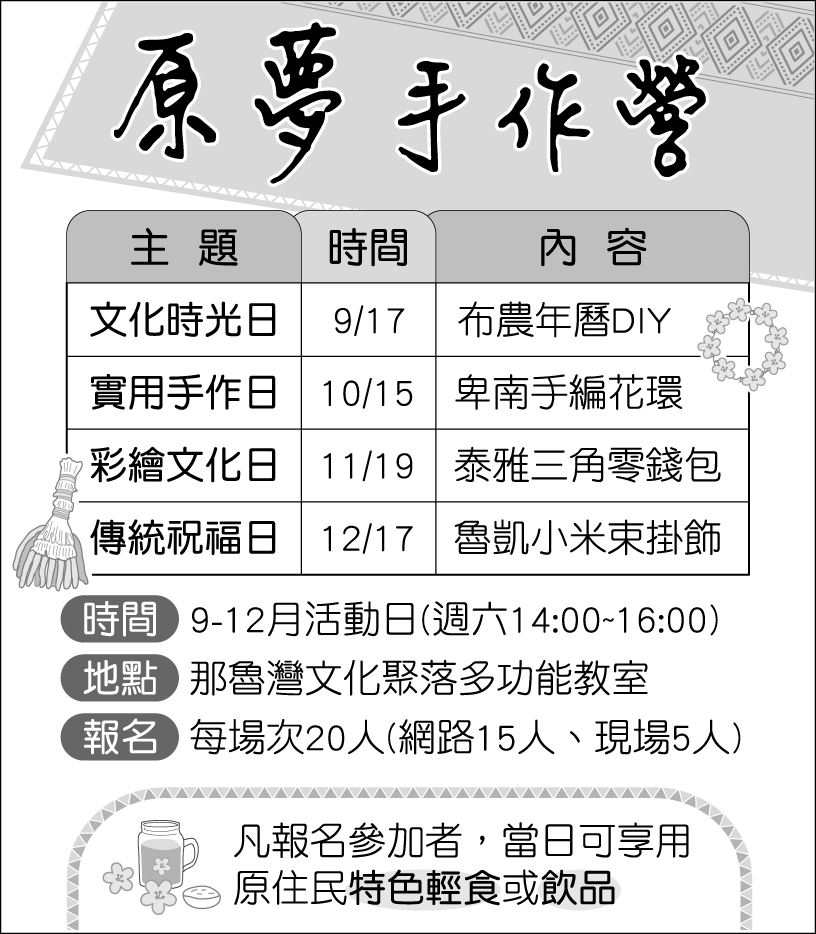 原夢手作營
主題 時間 內容
文化時光日 9/17 布農年曆DIY
實用手作日 10/15 卑南手編花環
彩繪文化日 11/19 泰雅三角零錢包
傳統祝福日 12/17 魯凱小米束掛飾
時間 9-12月活動日(週六14:00~16:00)
地點 那魯灣文化聚落多功能教室
報名 每場次20人(網路15人、現場5人)
凡報名參加者，當日可享用
原住民特色輕食或飲品